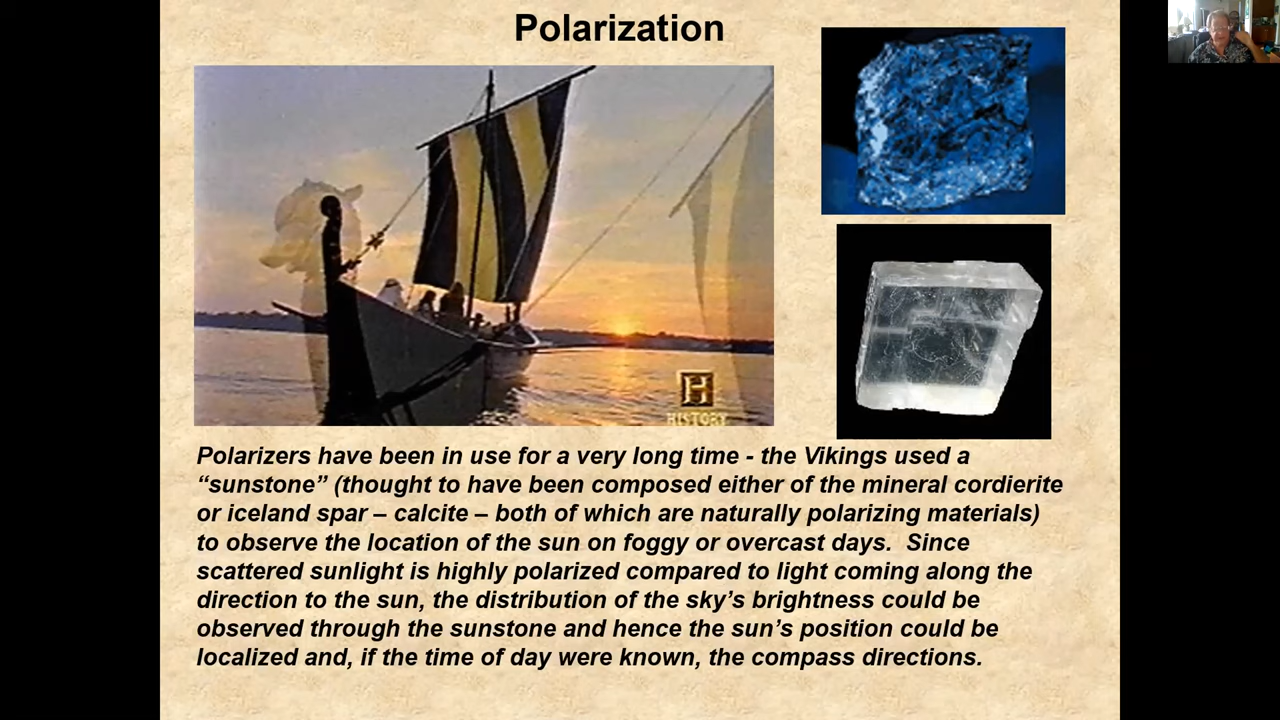 Polarization
H
HISTORY
Polarizers have been in use for a very long time - the Vikings used a
“sunstone” (thought to have been composed either of the mineral cordierite
or iceland spar – calcite – both of which are naturally polarizing materials)
to observe the location of the sun on foggy or overcast days.  Since
scattered sunlight is highly polarized compared to light coming along the
direction to the sun, the distribution of the sky’s brightness could be
observed through the sunstone and hence the sun’s position could be
localized and, if the time of day were known, the compass directions.